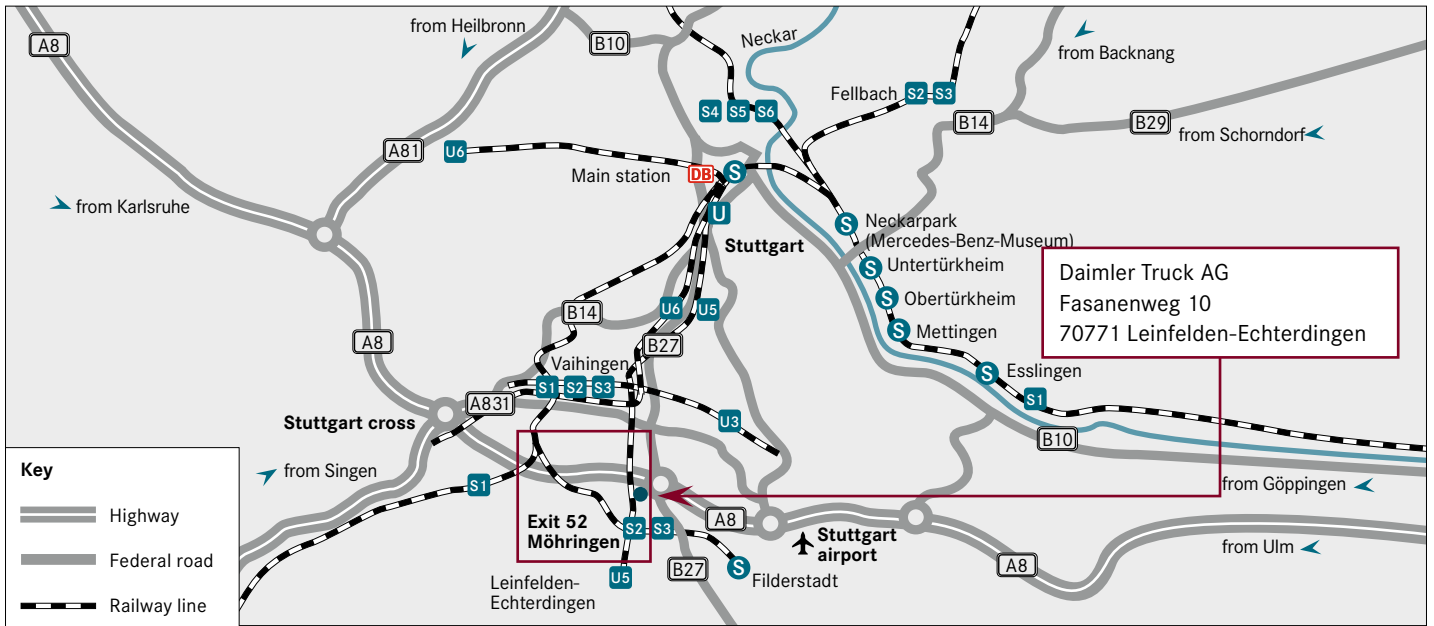 A8
from Heilbronn
B10
Neckar
from Backnang
Fellbach
S2
S3
S4
S5
S6
B14
B29
from Schorndorf
A81
U6
Main station
DB
S
from Karlsruhe
U
Stuttgart
S
Neckarpark
(Mercedes-Benz-Museum)
S
Untertürkheim
S
Obertürkheim
S
Mettingen
Daimler Truck AG
Fasanenweg 10
70771 Leinfelden-Echterdingen
B14
U6
U5
B27
A8
Vaihingen
S1
S2
S3
S
Esslingen
S1
A831
U3
Stuttgart cross
B10
from Singen
S1
from Göppingen
Exit 52
Möhringen
S2
S3
A8
Stuttgart
airport
from Ulm
A8
U5
B27
S
Filderstadt
Leinfelden-
Echterdingen
Key
Highway
Federal road
Railway line